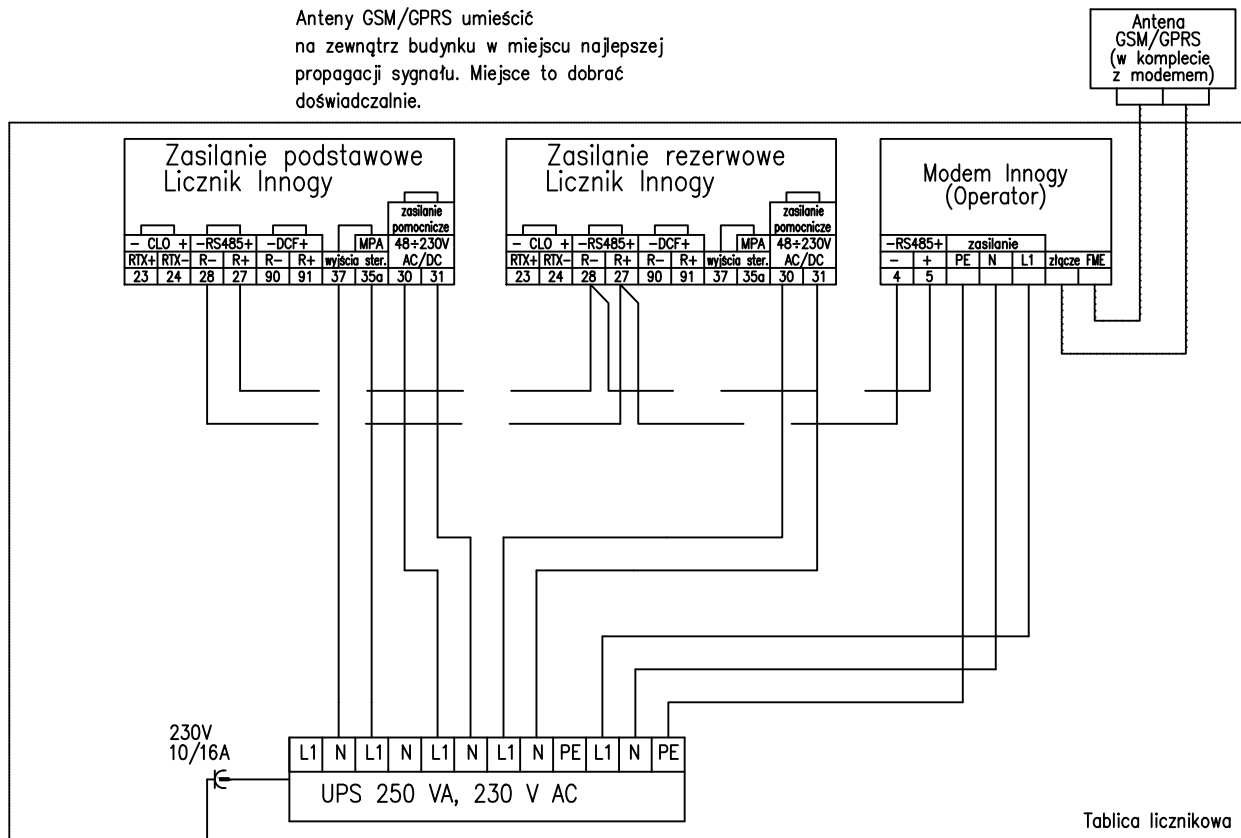 Anteny GSM/GPRS umieścić
na zewnątrz budynku w miejscu najlepszej
propagacji sygnału. Miejsce to dobrać
doświadczalnie.
Antena
GSM/GPRS
(w komplecie
z modemem)
Zasilanie podstawowe
Licznik Innogy
zasilanie
pomocnicze
- CLO + -RS485+ -DCF+ MPA 48÷230V
RTX+ RTX- R- R+ R- R+ wyjścia ster. AC/DC
23 24 28 27 90 91 37 35a 30 31
Zasilanie rezerwowe
Licznik Innogy
zasilanie
pomocnicze
- CLO + -RS485+ -DCF+ MPA 48÷230V
RTX+ RTX- R- R+ R- R+ wyjścia ster. AC/DC
23 24 28 27 90 91 37 35a 30 31
Modem Innogy
(Operator)
-RS485+ zasilanie
- + PE N L1 złącze FME
4 5
230V
10/16A
L1 N L1 N L1 N L1 N PE L1 N PE
UPS 250 VA, 230 V AC
Tablica licznikowa